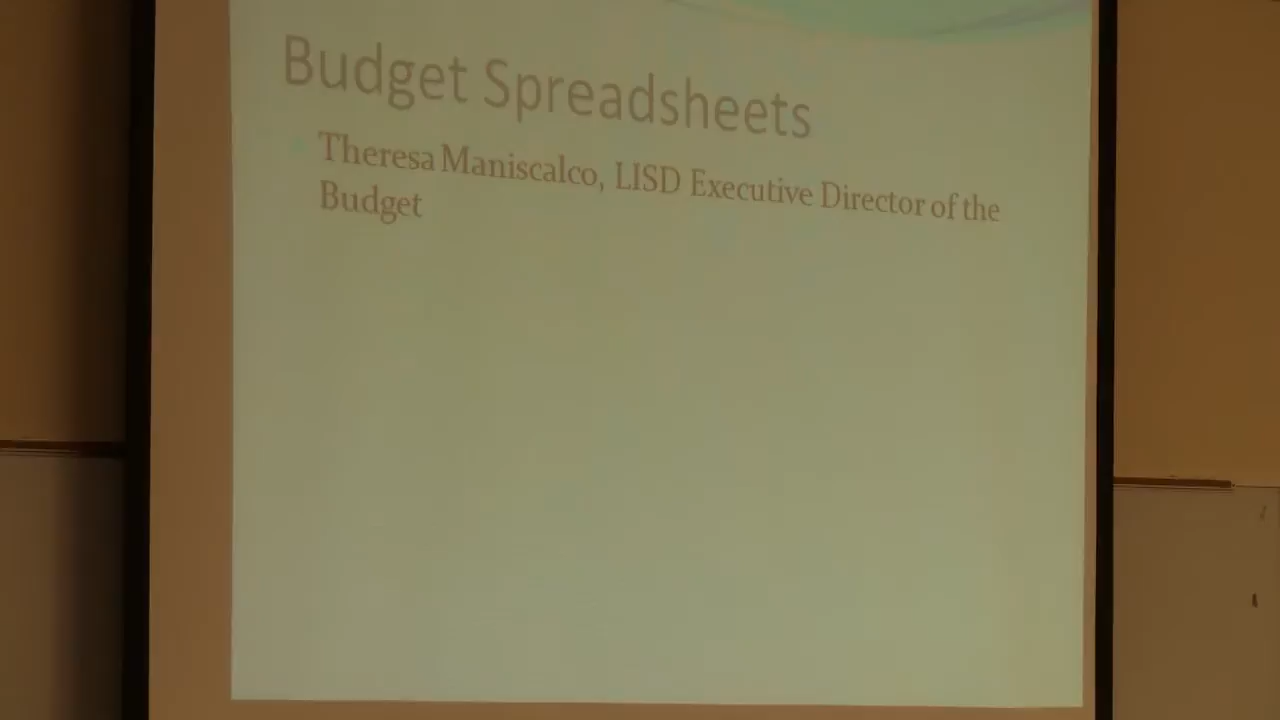 Budget Spreadsheets
Theresa Maniscalco, LISD Executive Director of the
Budget